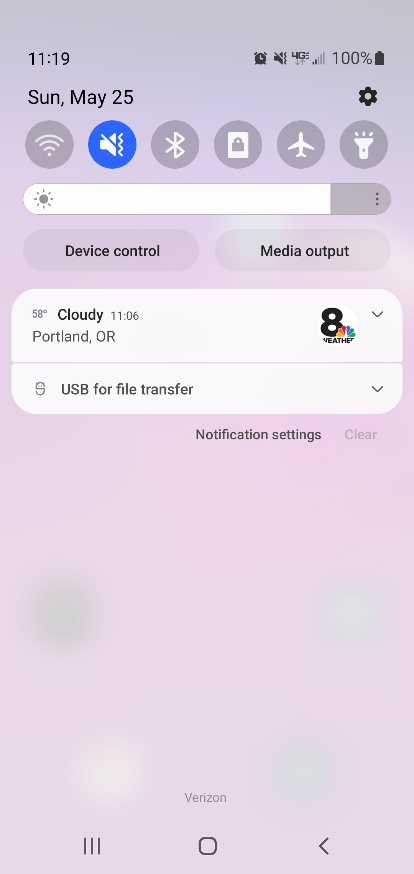 11:19 4GE 100%
Sun, May 25
Device control Media output
58° Cloudy 11:06
Portland, OR
8
WEATHER
USB for file transfer
Notification settings Clear
Verizon